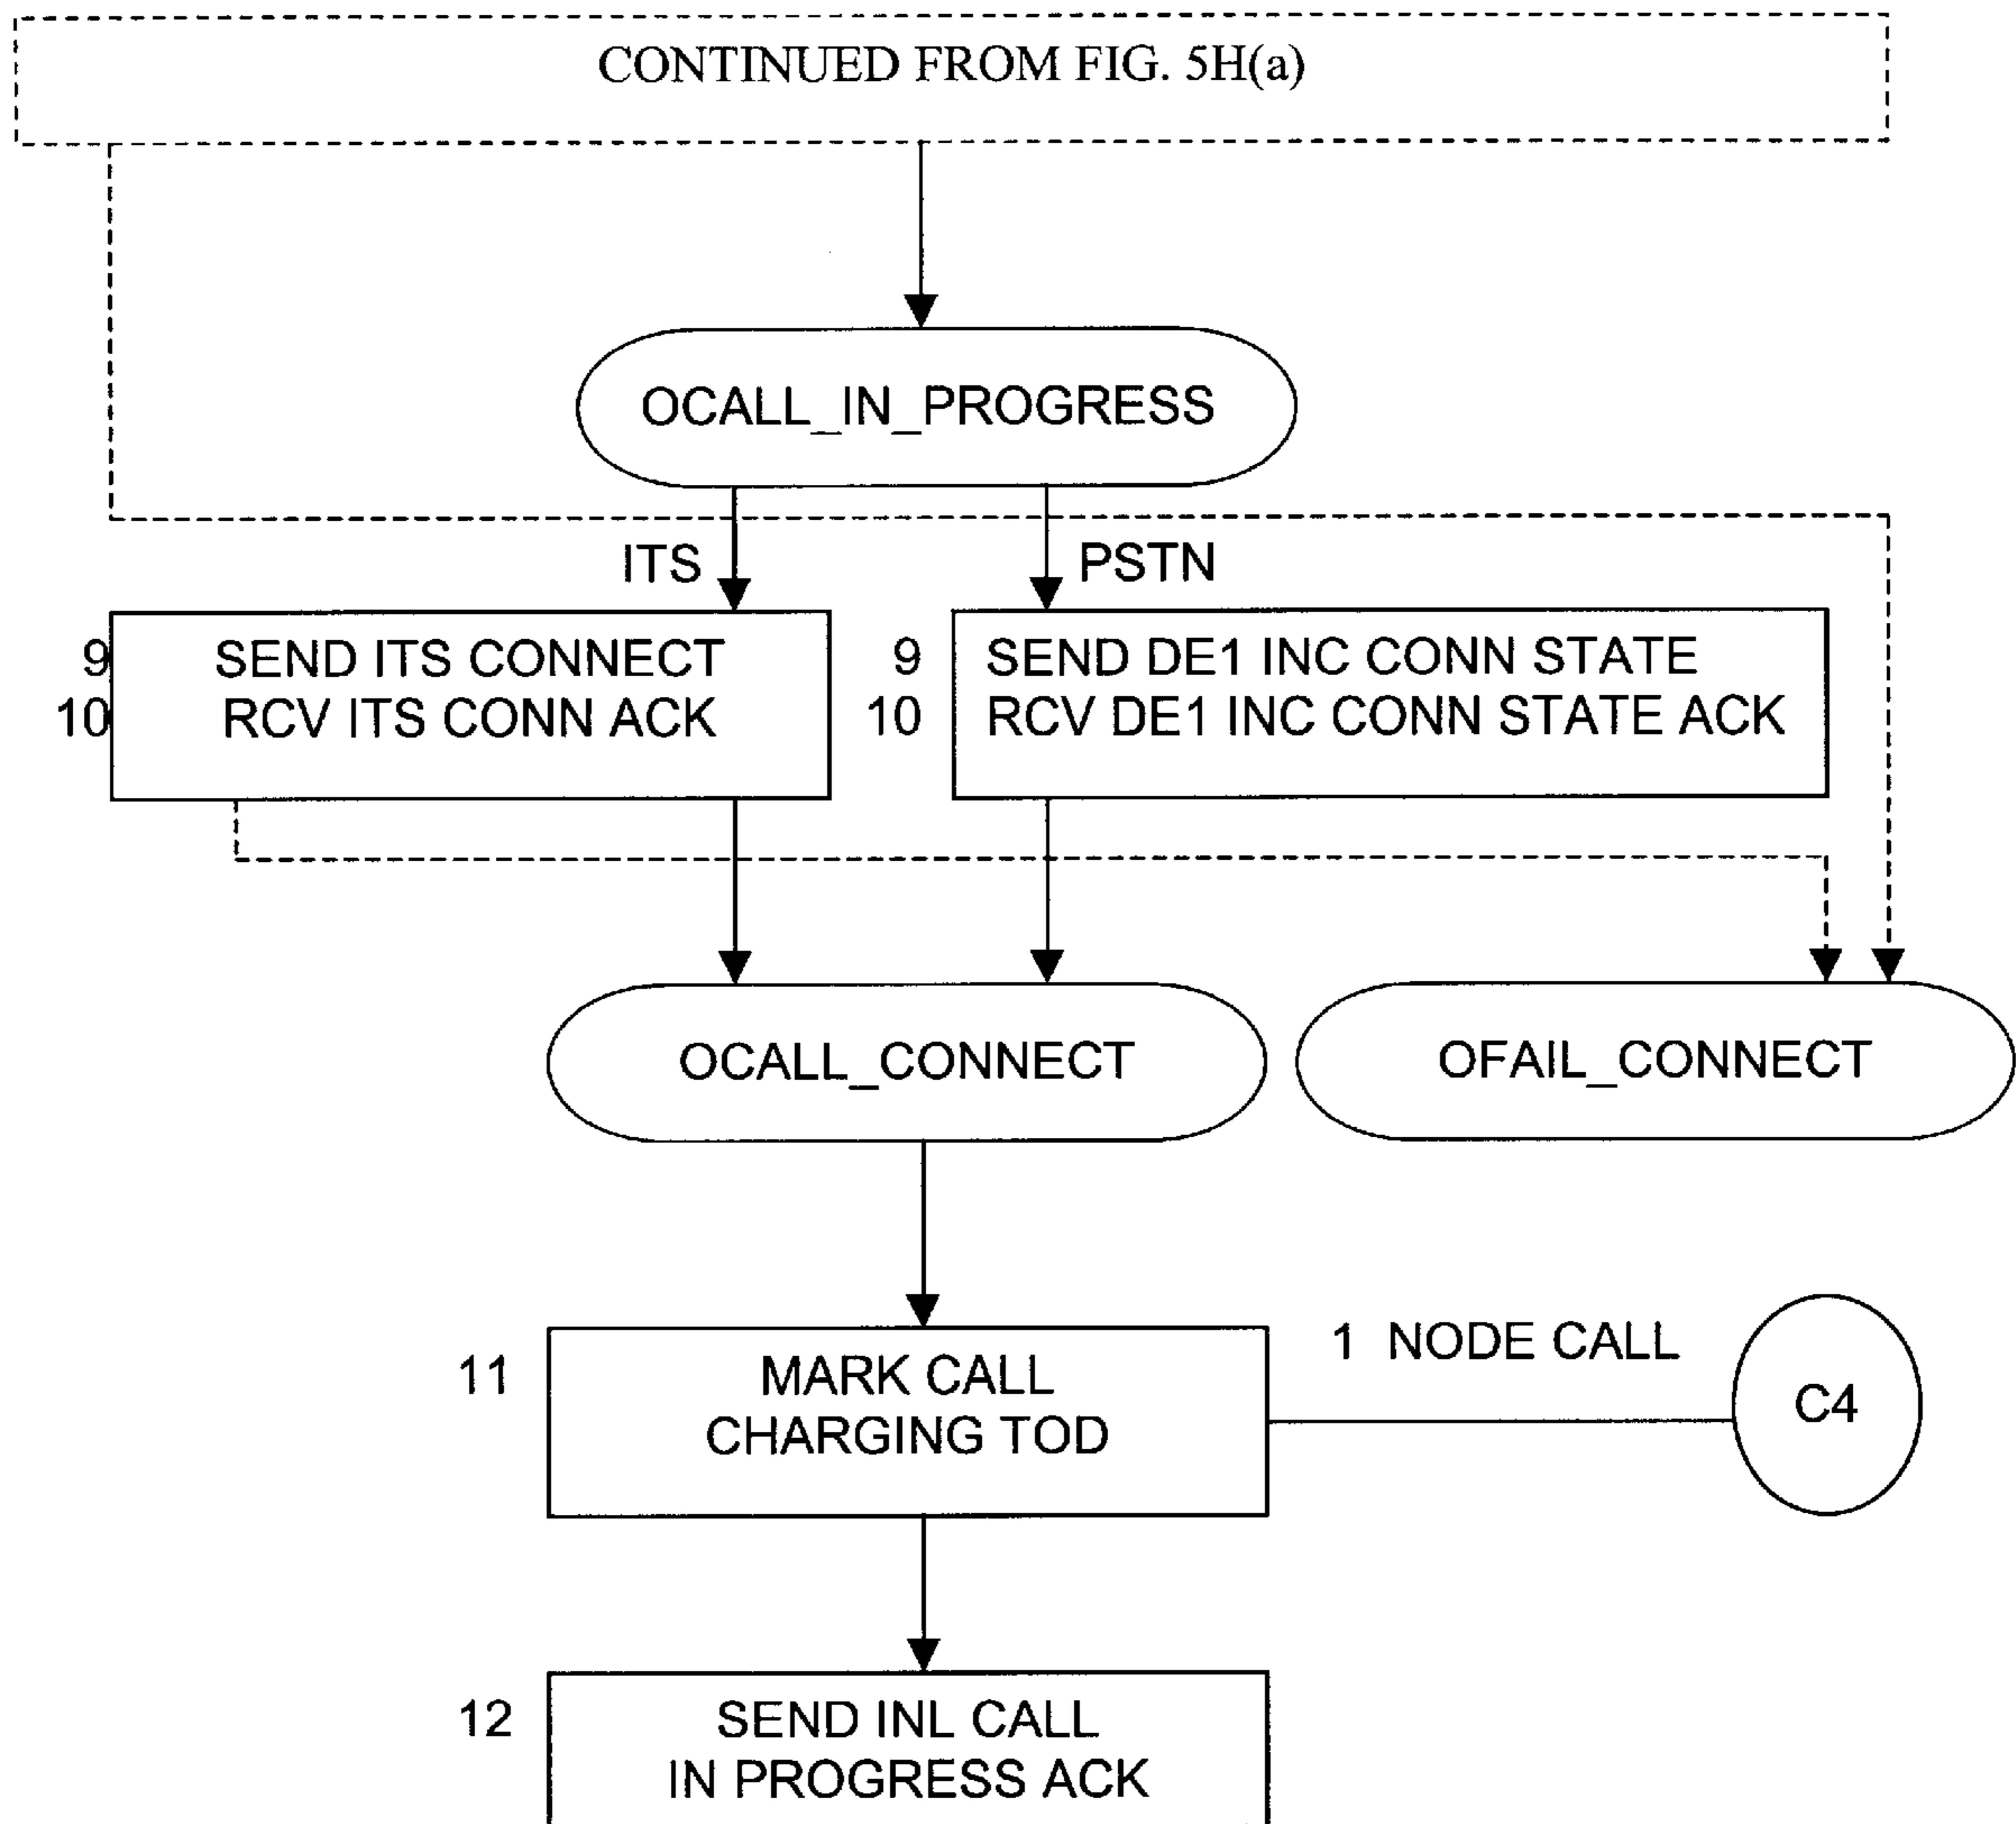 CONTINUED FROM FIG. 5H(a)
OCALL_IN_PROGRESS
ITS
PSTN
9 SEND ITS CONNECT
10 RCV ITS CONN ACK
9 SEND DE1 INC CONN STATE
10 RCV DE1 INC CONN STATE ACK
OCALL_CONNECT
OFAIL_CONNECT
11 MARK CALL
CHARGING TOD
1 NODE CALL
C4
12 SEND INL CALL
IN PROGRESS ACK